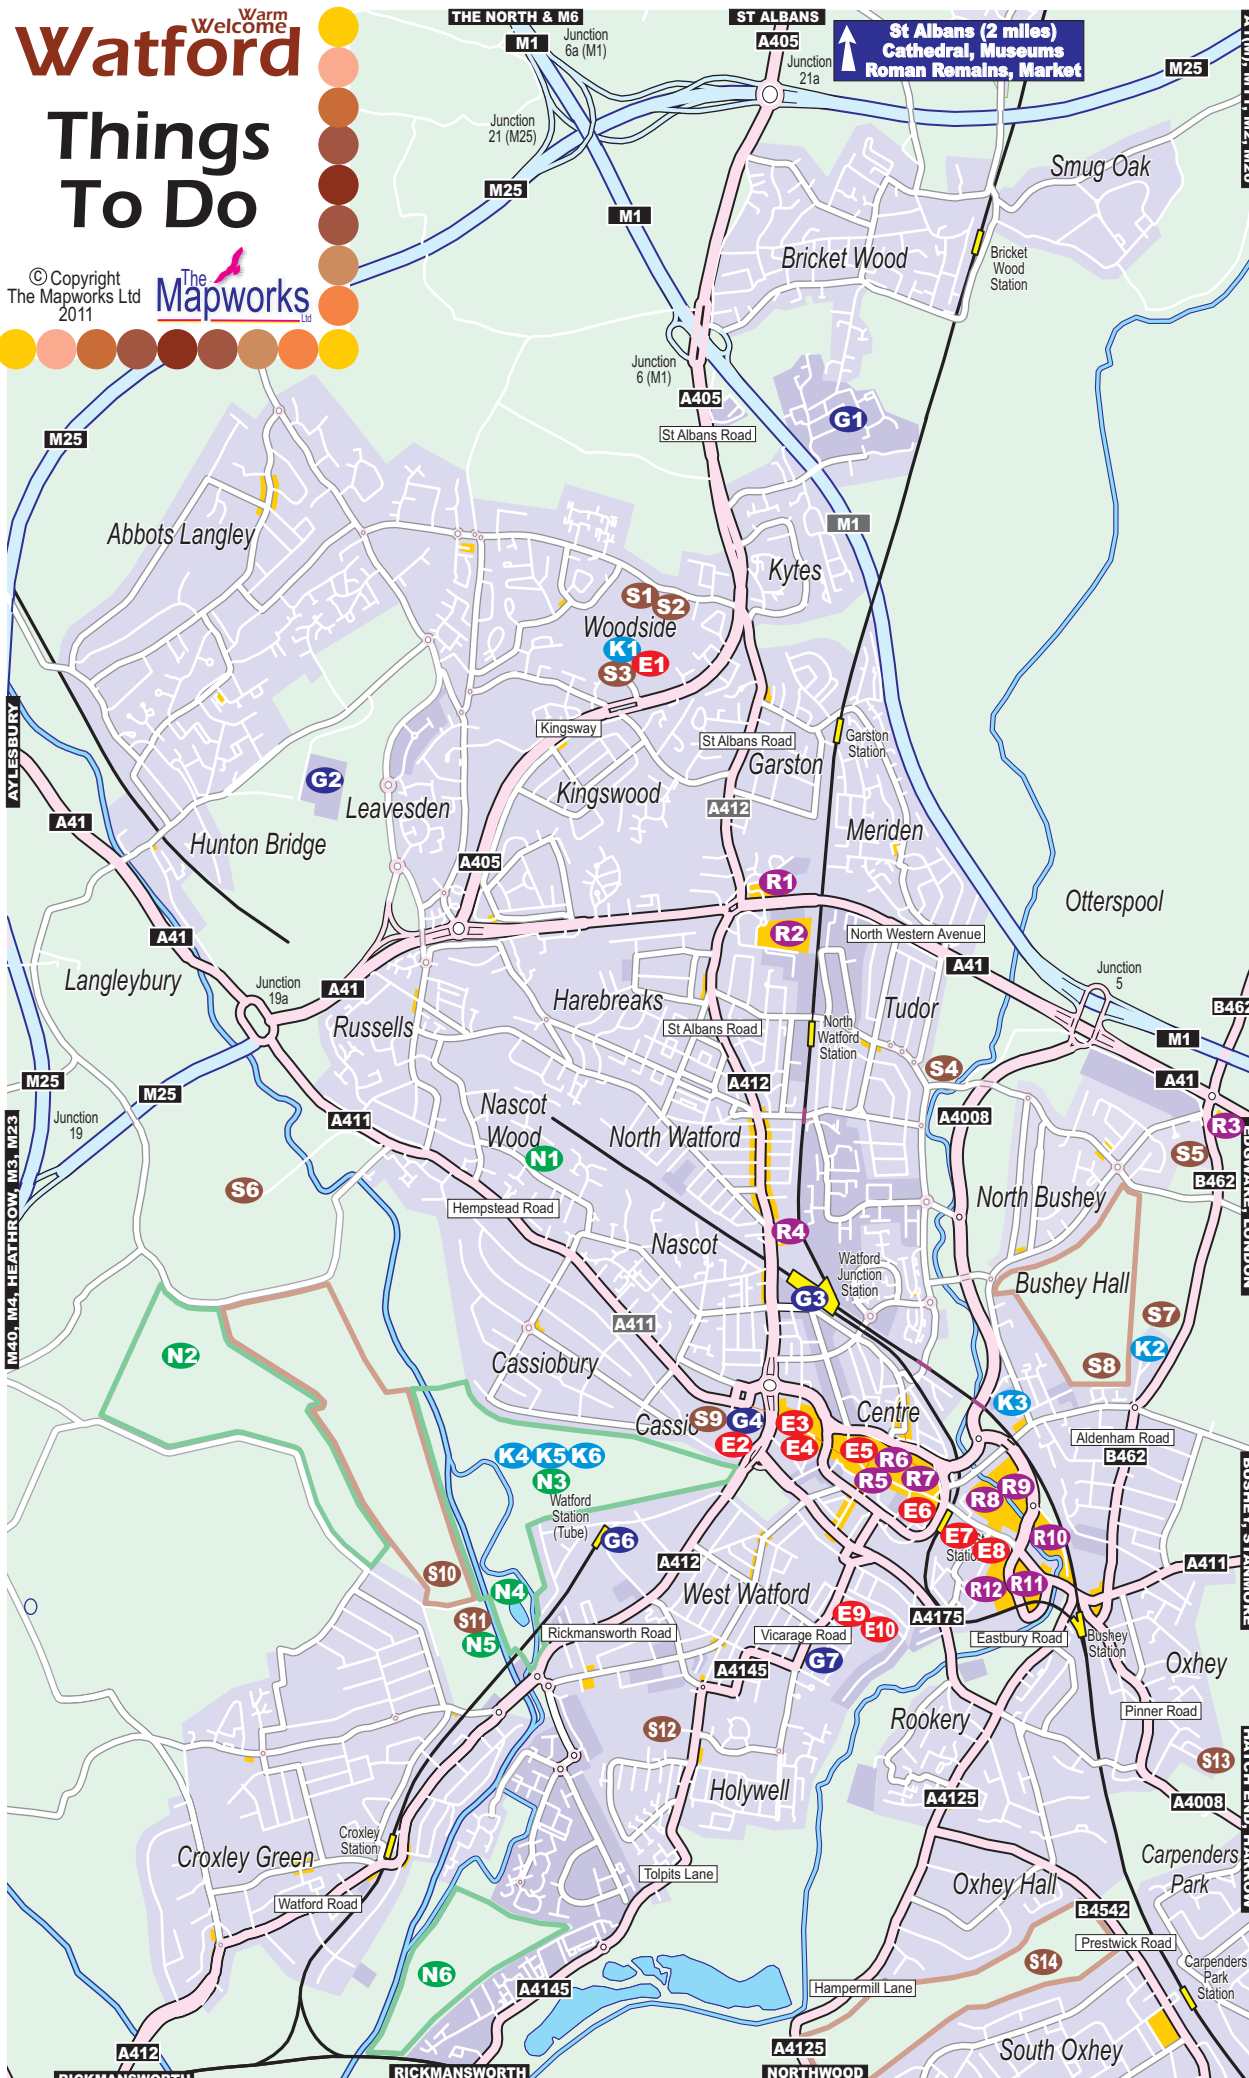 Warm
Welcome
Watford
Things
To Do
© Copyright
The Mapworks Ltd
2011
The
Mapworks
Ltd
THE NORTH & M6
ST ALBANS
M1
Junction
6a (M1)
A405
Junction
21a
St Albans (2 miles)
Cathedral, Museums
Roman Remains, Market
M25
Junction
21 (M25)
M25
M1
Smug Oak
Bricket Wood
Bricket
Wood
Station
Junction
6 (M1)
A405
St Albans Road
G1
M25
M1
Abbots Langley
Kytes
S1
S2
Woodside
K1
E1
S3
AYLESBURY
Kingsway
St Albans Road
Garston
Station
Garston
G2
Leavesden
Kingswood
A412
A41
Hunton Bridge
Meriden
A405
R1
Otterspool
R2
North Western Avenue
A41
A41
Langleybury
Junction
19a
A41
Junction
5
Harebreaks
Tudor
B462
Russells
St Albans Road
North
Watford
Station
M1
M25
M25
S4
A41
A412
Junction
19
A411
Nascot
Wood
North Watford
A4008
R3
M40, M4, HEATHROW, M3, M23
N1
S5
S6
B462
Hempstead Road
North Bushey
R4
Nascot
Watford
Junction
Station
Bushey Hall
G3
S7
A411
N2
K2
Cassiobury
S8
K3
Centre
Cassio
S9
G4
E3
E2
E4
E5
R6
Aldenham Road
K4
K5
K6
B462
N3
R5
R7
R9
R8
Watford
Station
(Tube)
E6
G6
E7
E8
R10
A412
A411
S10
N4
West Watford
R12
R11
E9
S11
E10
A4175
N5
Rickmansworth Road
Vicarage Road
Eastbury Road
Bushey
Station
G7
A4145
Oxhey
Pinner Road
S12
Rookery
S13
Holywell
A4125
A4008
Croxley
Station
Croxley Green
Carpenders
Park
Tolpits Lane
Oxhey Hall
Watford Road
B4542
Prestwick Road
S14
N6
Carpenders
Park
Station
A4145
Hampermill Lane
A412
A4125
South Oxhey
RICKMANSWORTH
RICKMANSWORTH
NORTHWOOD